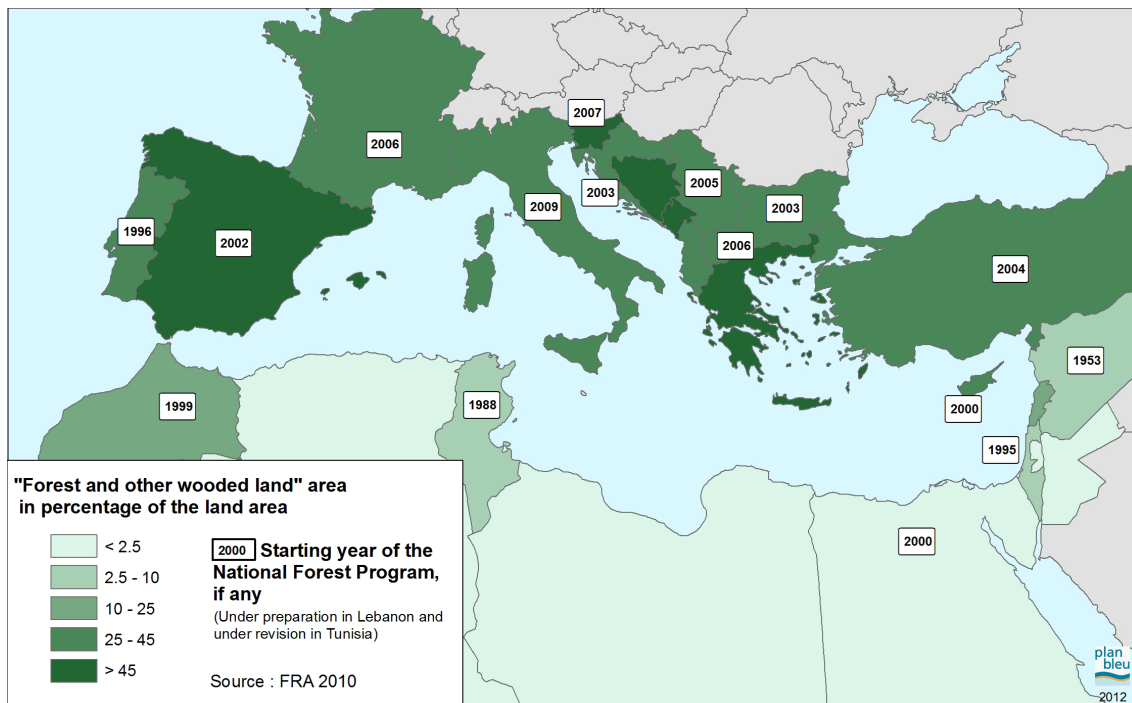 2007
2006
2005
2003
2003
2009
1996
2002
2006
2004
1953
1999
1988
2000
1995
2000
"Forest and other wooded land" area
in percentage of the land area
< 2.5
2.5 - 10
10 - 25
25 - 45
> 45
2000 Starting year of the
National Forest Program,
if any
(Under preparation in Lebanon and
under revision in Tunisia)
Source : FRA 2010
plan
bleu
2012